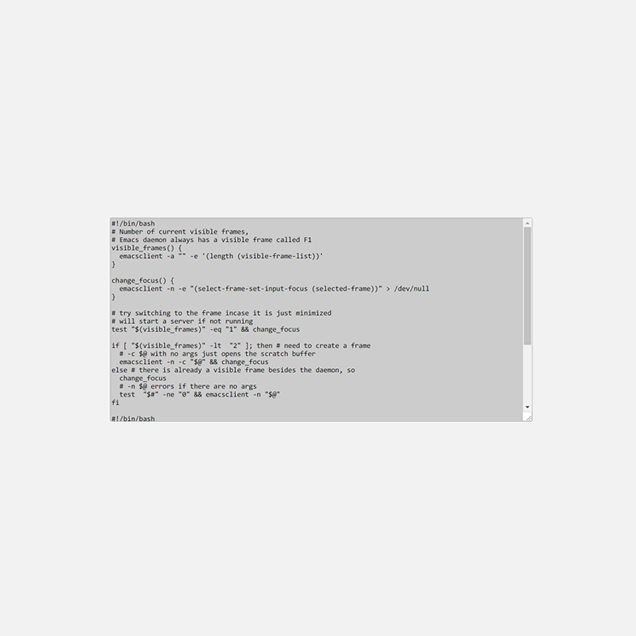 #!/bin/bash
# Number of current visible frames,
# Emacs daemon always has a visible frame called F1
visible_frames() {
  emacsclient -a "" -e '(length (visible-frame-list))'
}

change_focus() {
  emacsclient -n -e "(select-frame-set-input-focus (selected-frame))" > /dev/null
}

# try switching to the frame incase it is just minimized
# will start a server if not running
test "$(visible_frames)" -eq "1" && change_focus

if [ "$(visible_frames)" -lt  "2" ]; then # need to create a frame
  # -c $@ with no args just opens the scratch buffer
  emacsclient -n -c "$@" && change_focus
else # there is already a visible frame besides the daemon, so
  change_focus
  # -n $@ errors if there are no args
  test  "$#" -ne "0" && emacsclient -n "$@"
fi

#!/bin/bash